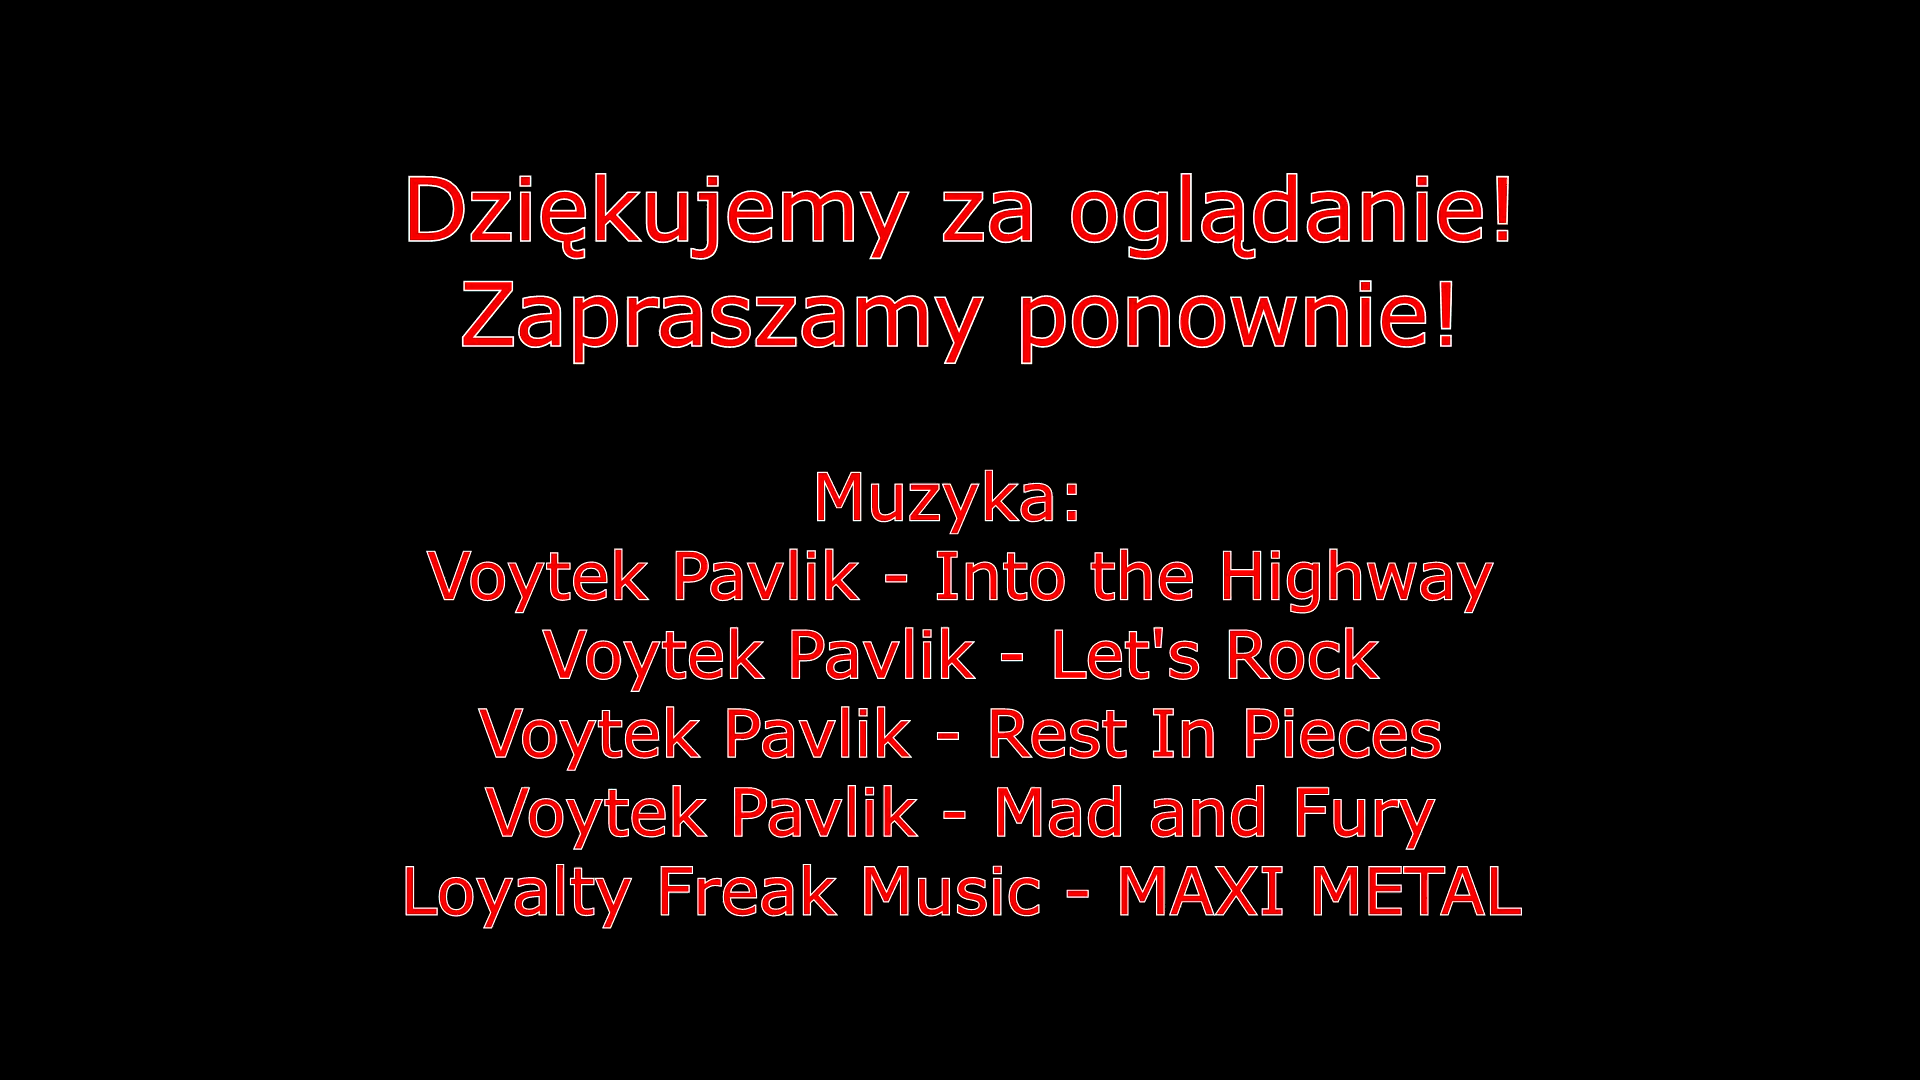 Dziękujemy za oglądanie!
Zapraszamy ponownie!
Muzyka:
Voytek Pavlik - Into the Highway
Voytek Pavlik - Let's Rock
Voytek Pavlik - Rest In Pieces
Voytek Pavlik - Mad and Fury
Loyalty Freak Music - MAXI METAL